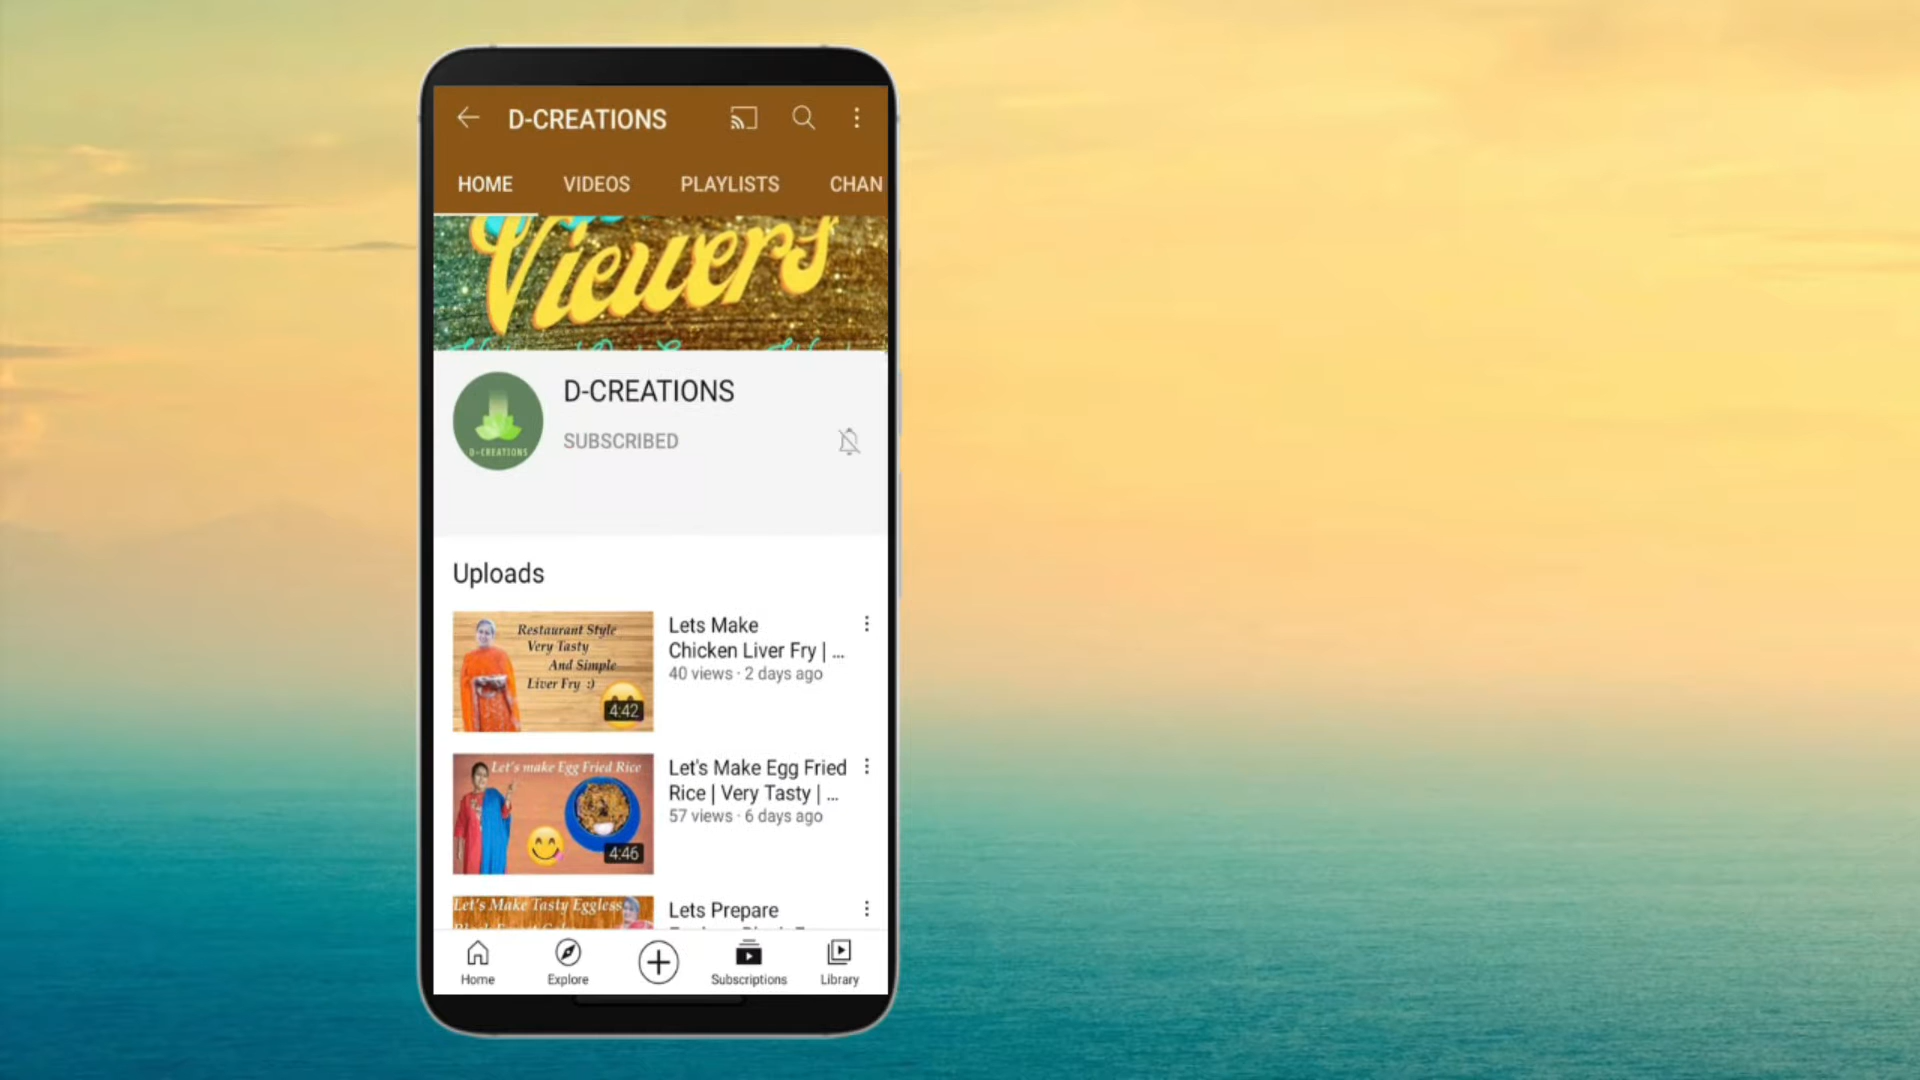 D-CREATIONS
HOME VIDEOS PLAYLISTS CHAN
Viewers
D-CREATIONS
D-CREATIONS
SUBSCRIBED
Uploads
Restaurant Style
Very Tasty
And Simple
Liver Fry :)
4:42
Lets Make
Chicken Liver Fry | ...
40 views · 2 days ago
Let's make Egg Fried Rice
4:46
Let's Make Egg Fried
Rice | Very Tasty | ...
57 views · 6 days ago
Let's Make Tasty Eggless
Lets Prepare
Home Explore Subscriptions Library